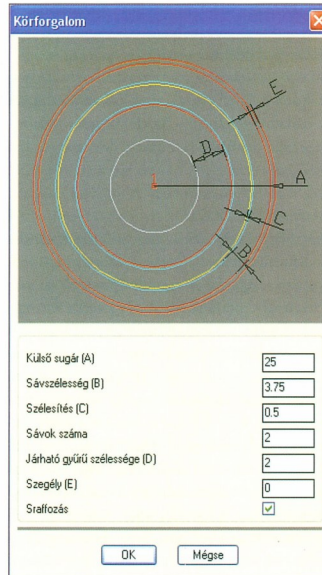 Körforgalom
E
D
A
C
B
Külső sugár (A) 25
Sávszélesség (B) 3.75
Szélesítés (C) 0.5
Sávok száma 2
Járható gyűrű szélessége (D) 2
Szegély (E) 0
Sraffozás
OK Mégse